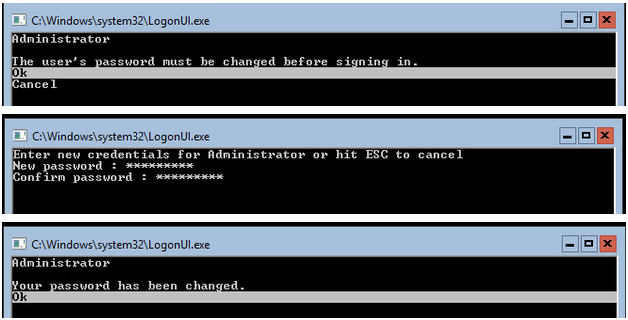 C:\Windows\system32\LogonUI.exe
Administrator
The user's password must be changed before signing in.
Ok
Cancel
C:\Windows\system32\LogonUI.exe
Enter new credentials for Administrator or hit ESC to cancel
New password : *********
Confirm password : *********
C:\Windows\system32\LogonUI.exe
Administrator
Your password has been changed.
Ok